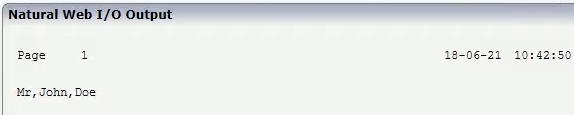 Natural Web I/O Output
Page 1 18-06-21 10:42:50
Mr,John,Doe